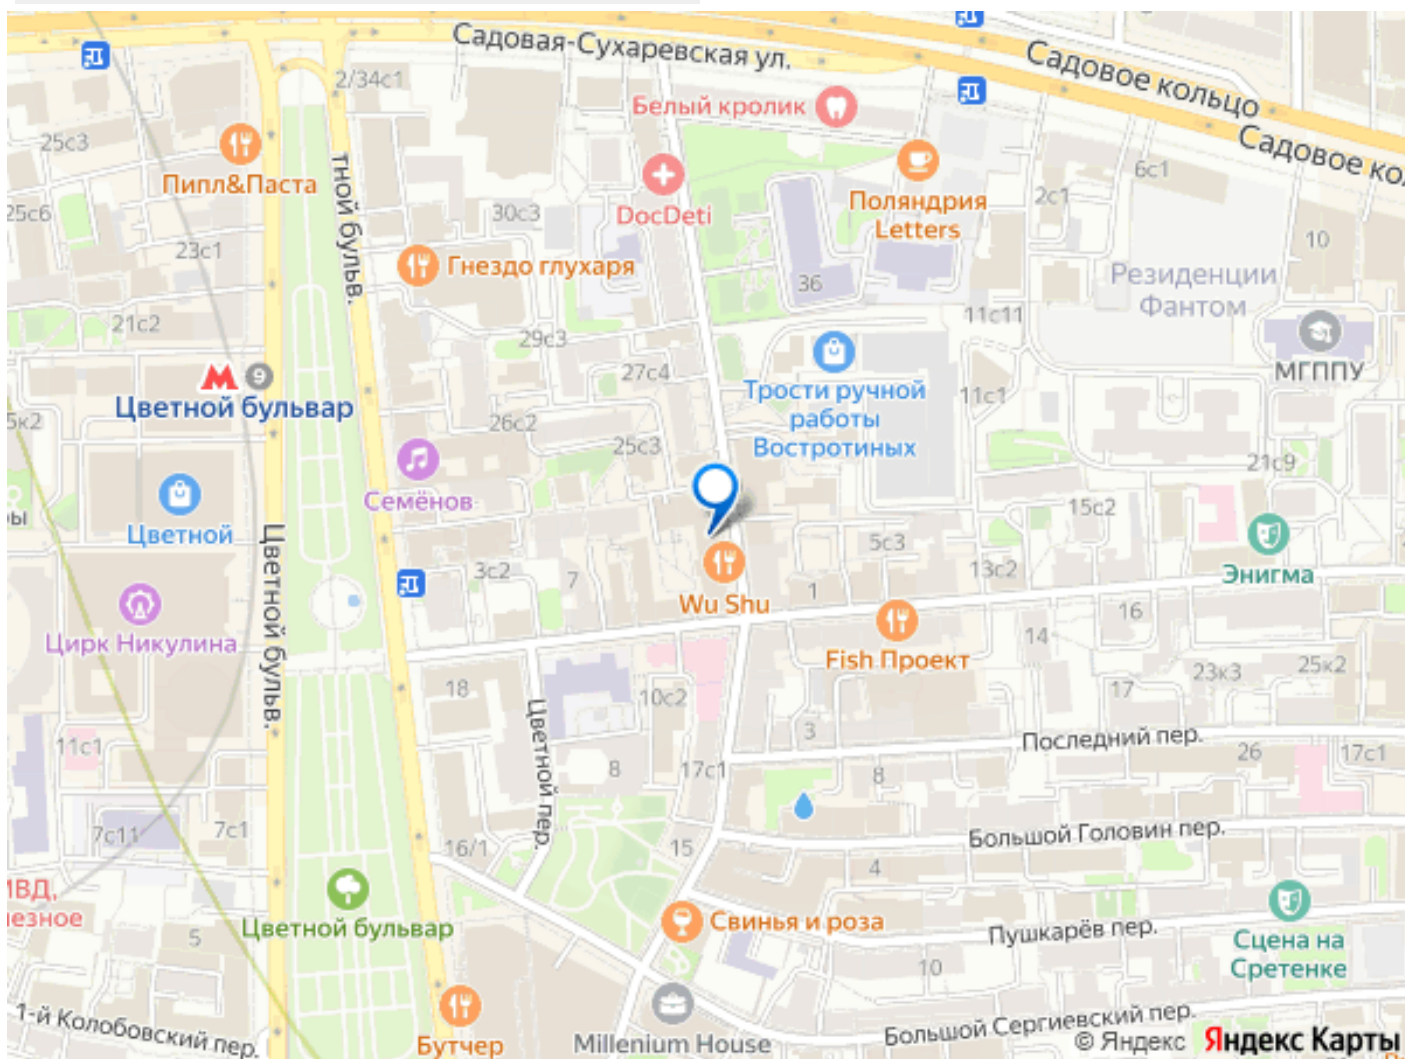 Садовая-Сухаревская ул.
Садовое кольцо
Садовое ко
2/34с1
Белый кролик
25с3
Пипл&Паста
тной бульв.
DocDeti
Поляндрия
Letters
6с1
2с1
25с6
30с3
23с1
10
Гнездо глухаря
36
Резиденции
Фантом
11с11
21с2
29с3
МГППУ
27с4
9
Цветной бульвар
Трости ручной
работы
Востротиных
11с1
5к2
26с2
25с3
21с9
Семёнов
15с2
ры
Цветной
Цветной бульв.
5с3
3с2
7
13с2
Энигма
Wu Shu
1
16
Цирк Никулина
Fish Проект
14
23к3
25к2
18
10с2
17
Цветной пер.
3
Последний пер.
11с1
8
17с1
8
26
17с1
7с11
7с1
16/1
15
Большой Головин пер.
4
МВД,
лезное
Цветной бульвар
Свинья и роза
Пушкарёв пер.
5
Сцена на
Сретенке
10
1-й Колобовский пер.
Бутчер
Millenium House
Большой Сергиевский пер.
© Яндекс Яндекс Карты